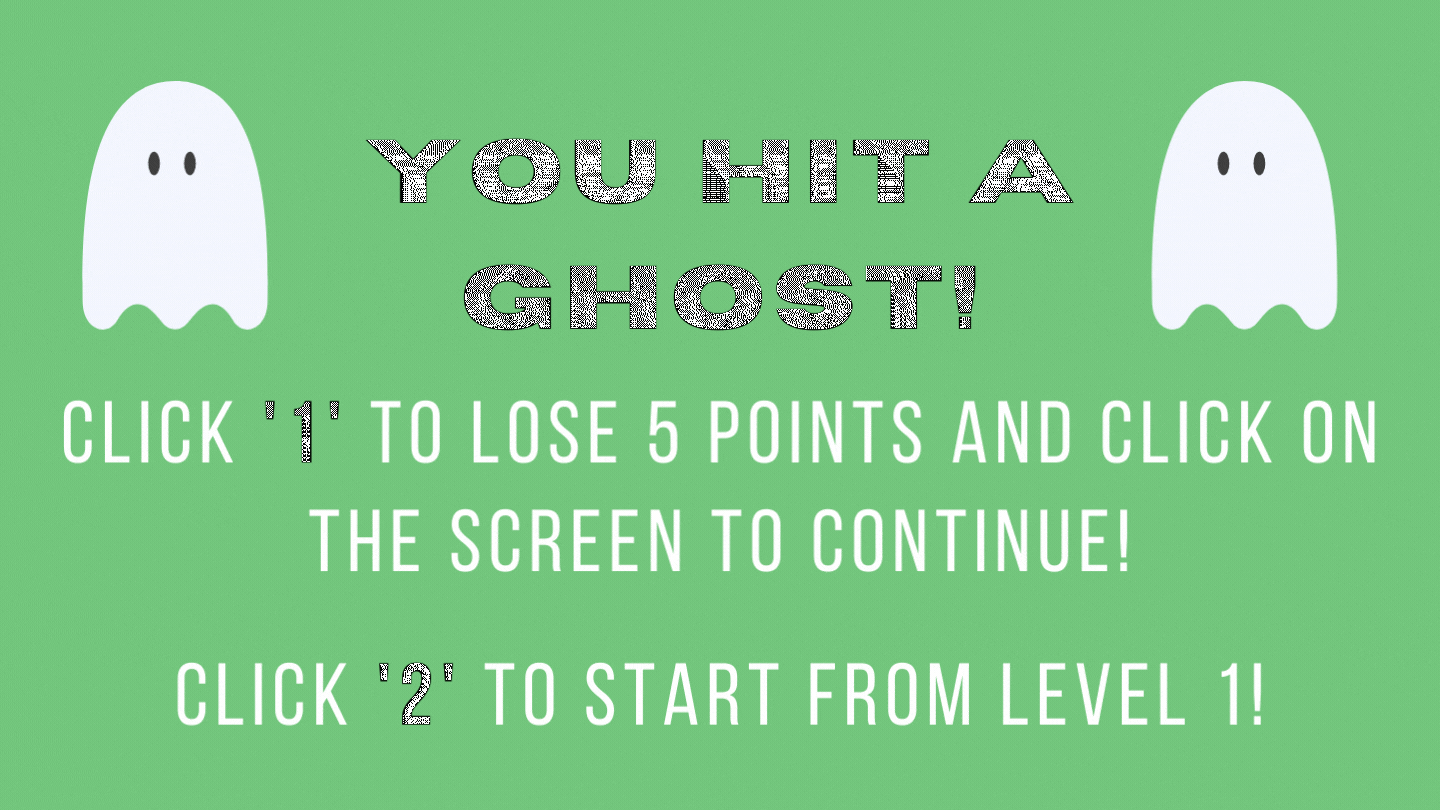 YOU HIT A
GHOST!
CLICK '1' TO LOSE 5 POINTS AND CLICK ON
THE SCREEN TO CONTINUE!
CLICK '2' TO START FROM LEVEL 1!